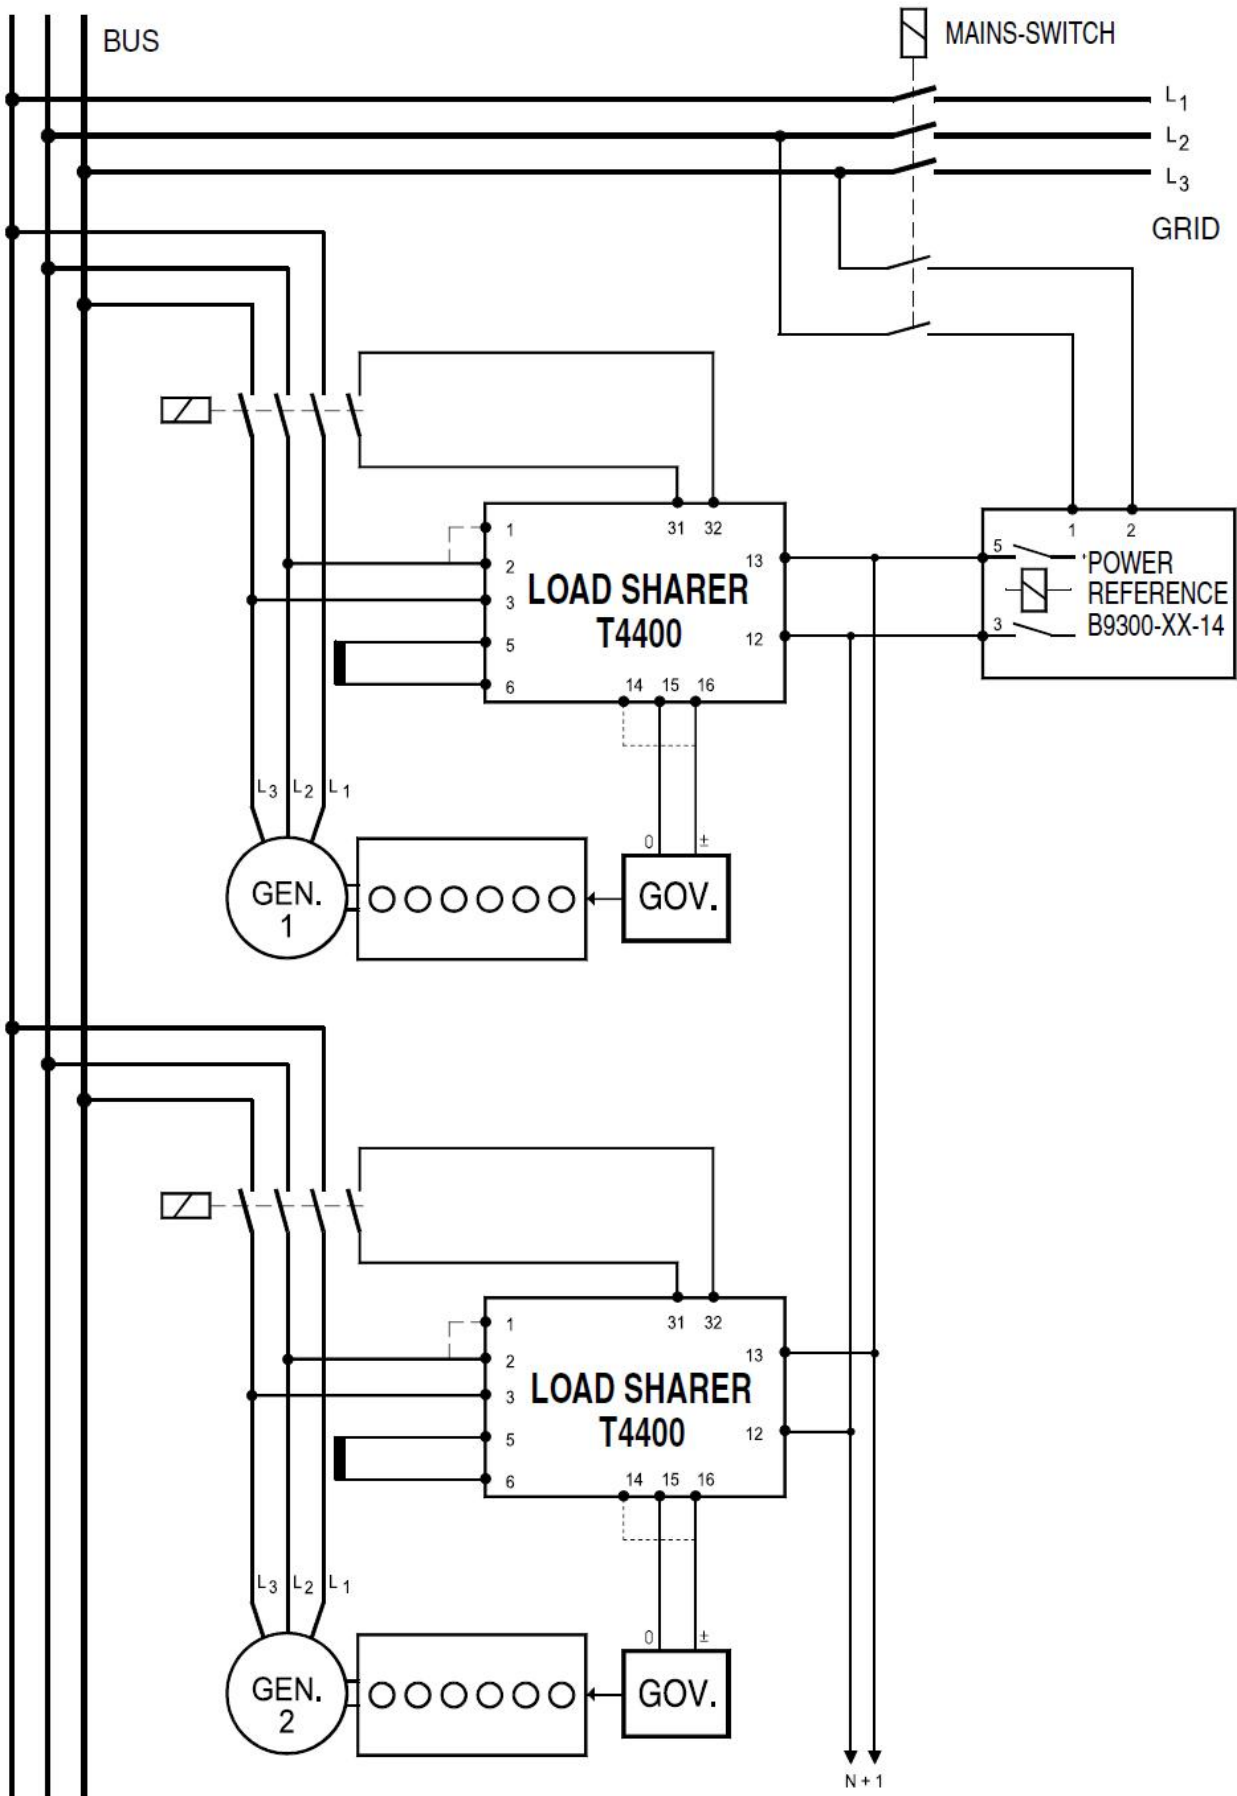 BUS
MAINS-SWITCH
L1
L2
L3
GRID
31 32
1
2
3
5
6
13
12
LOAD SHARER
T4400
14 15 16
1 2
5
3
POWER
REFERENCE
B9300-XX-14
L3 L2 L1
0 ±
GEN.
1
GOV.
31 32
1
2
3
5
6
13
12
LOAD SHARER
T4400
14 15 16
L3 L2 L1
0 ±
GEN.
2
GOV.
N + 1